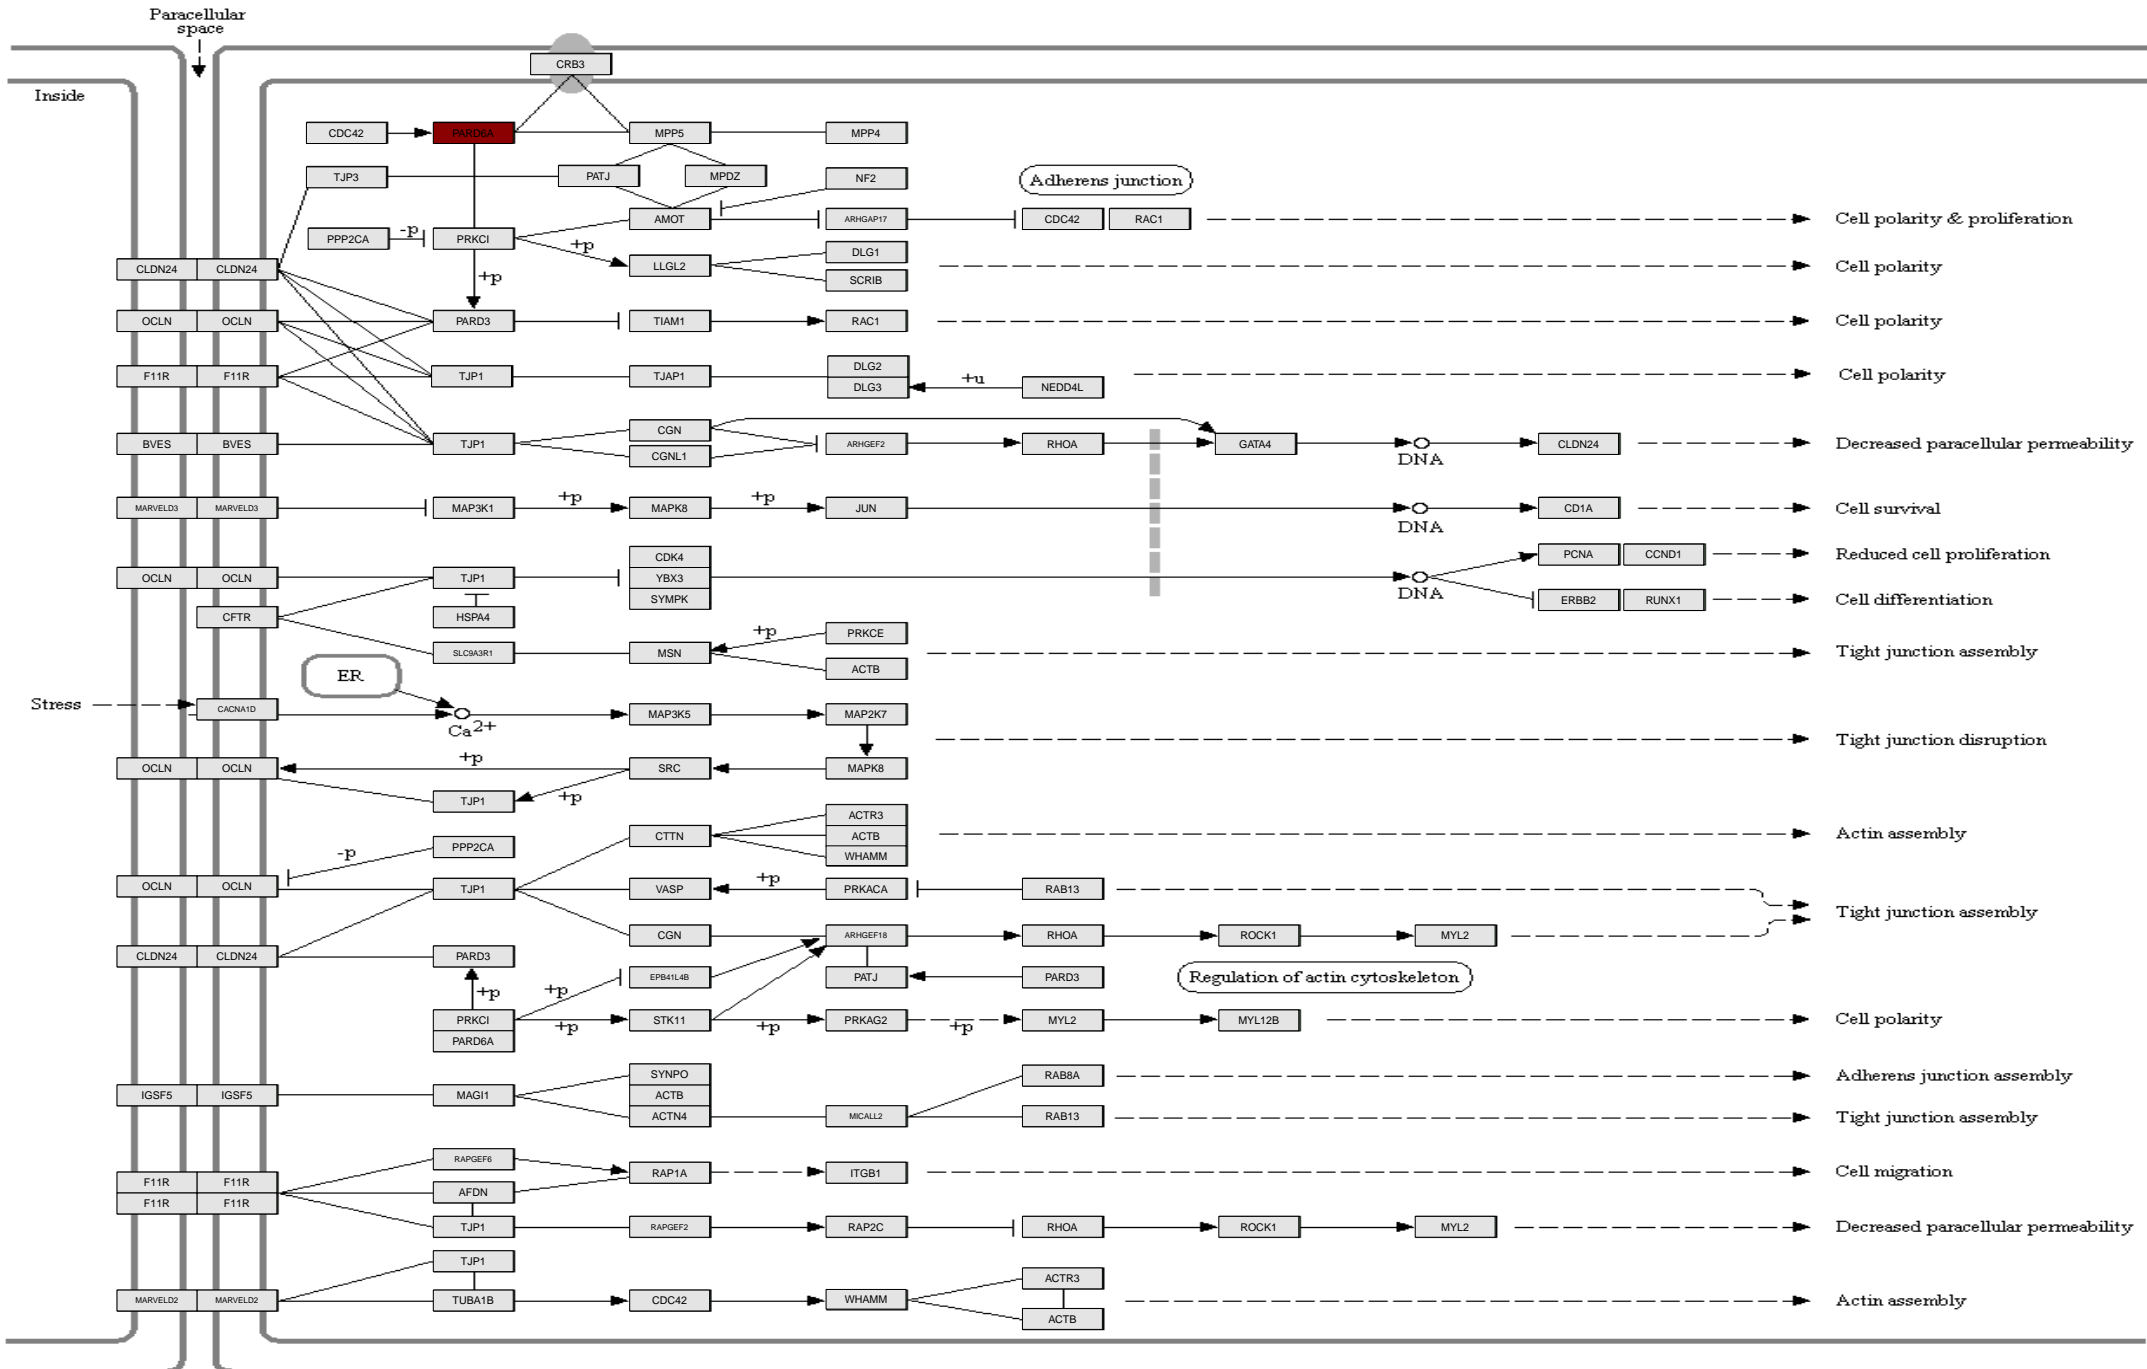 Paracellular
space
CRB3
Inside
CDC42 PARD6A MPP5 MPP4
TJP3 PATJ MPDZ NF2 Adherens junction
AMOT ARHGAP17 CDC42 RAC1 Cell polarity & proliferation
PPP2CA -p PRKCI
+p DLG1
CLDN24 CLDN24 LLGL2 Cell polarity
+p SCRIB
OCLN OCLN PARD3 TIAM1 RAC1 Cell polarity
DLG2
F11R F11R TJP1 TJAP1 Cell polarity
DLG3 +u NEDD4L
CGN
BVES BVES TJP1 ARHGEF2 RHOA GATA4 CLDN24 Decreased paracellular permeability
CGNL1 DNA
+p +p
MARVELD3 MARVELD3 MAP3K1 MAPK8 JUN CD1A Cell survival
DNA
CDK4 PCNA CCND1 Reduced cell proliferation
OCLN OCLN TJP1 YBX3
DNA
SYMPK ERBB2 RUNX1 Cell differentiation
CFTR HSPA4
+p PRKCE
SLC9A3R1 MSN Tight junction assembly
ACTB
ER
Stress CACNA1D MAP3K5 MAP2K7
Ca2+
Tight junction disruption
+p
OCLN OCLN SRC MAPK8
TJP1 +p
ACTR3
CTTN ACTB Actin assembly
PPP2CA WHAMM
-p
OCLN OCLN TJP1 VASP +p PRKACA RAB13
Tight junction assembly
CGN ARHGEF18 RHOA ROCK1 MYL2
CLDN24 CLDN24 PARD3
EPB41L4B PATJ PARD3 Regulation of actin cytoskeleton
+p +p
PRKCI STK11 PRKAG2 MYL2 MYL12B Cell polarity
+p +p +p
PARD6A
SYNPO RAB8A Adherens junction assembly
IGSF5 IGSF5 MAGI1 ACTB
ACTN4 MICALL2 RAB13 Tight junction assembly
RAPGEF6
RAP1A ITGB1 Cell migration
F11R F11R
AFDN
F11R F11R
TJP1 RAPGEF2 RAP2C RHOA ROCK1 MYL2 Decreased paracellular permeability
TJP1
ACTR3
MARVELD2 MARVELD2 TUBA1B CDC42 WHAMM Actin assembly
ACTB